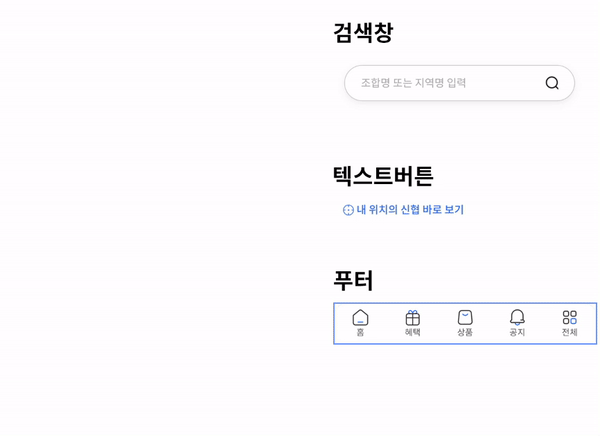 검색창
조합명 또는 지역명 입력
텍스트버튼
내 위치의 신협 바로 보기
푸터
홈 혜택 상품 공지 전체